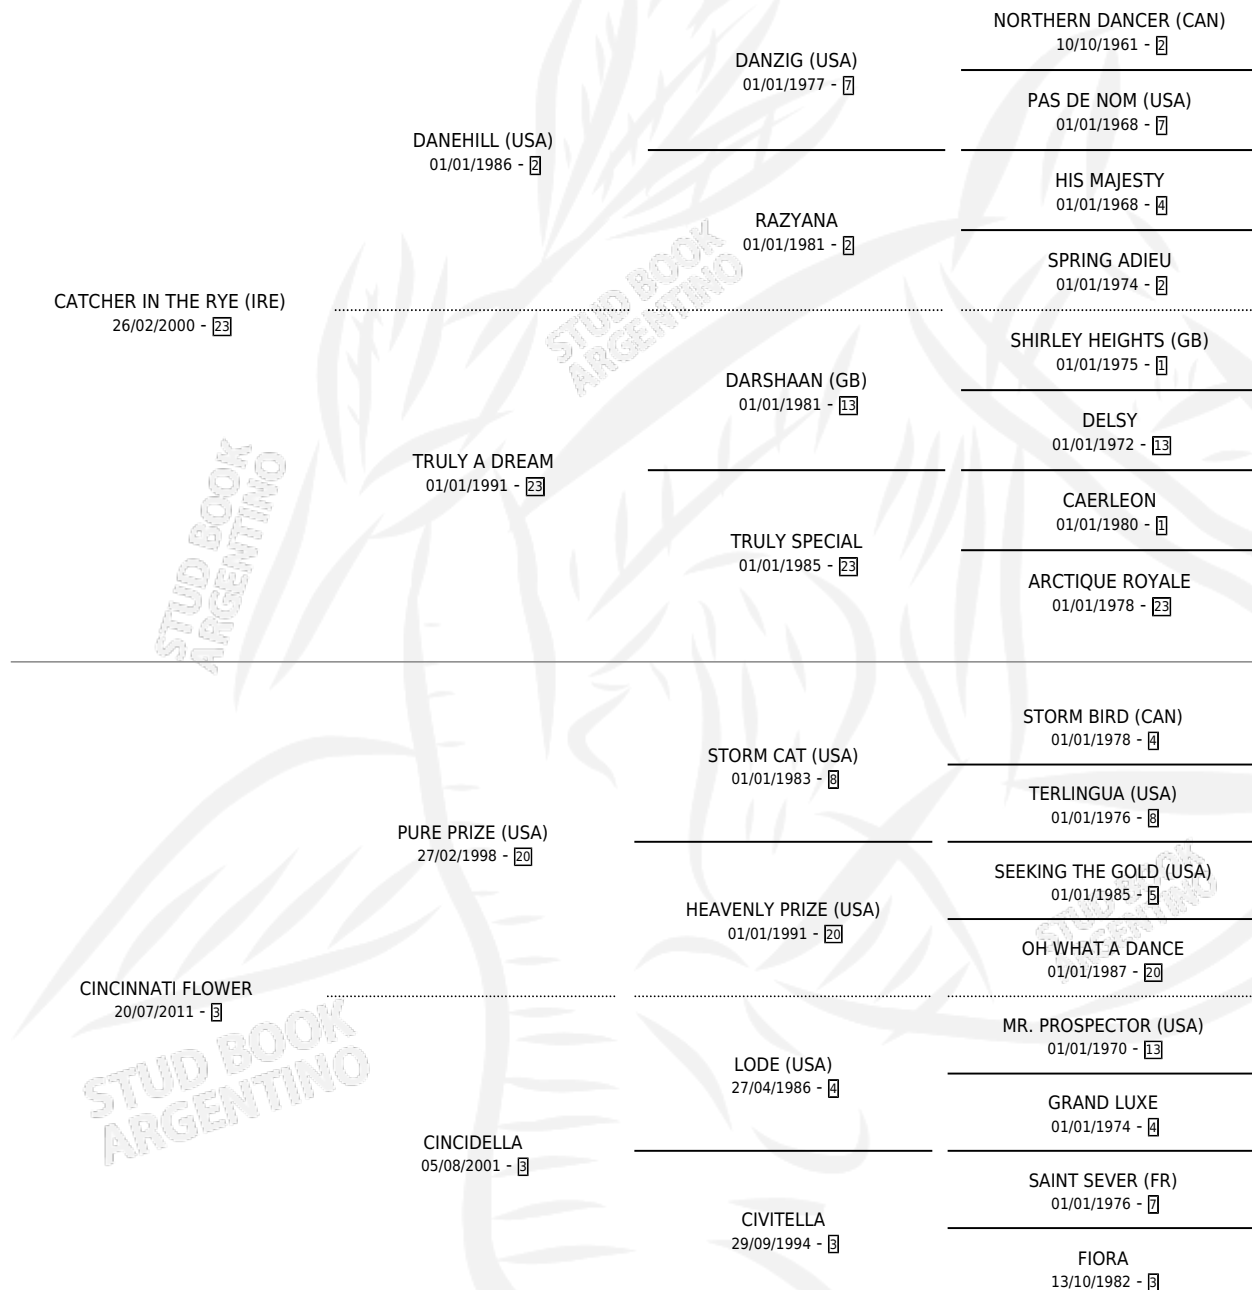 NORTHERN DANCER (CAN)
10/10/1961 - 2
DANZIG (USA)
01/01/1977 - 7
PAS DE NOM (USA)
01/01/1968 - 7
DANEHILL (USA)
01/01/1986 - 2
HIS MAJESTY
01/01/1968 - 4
RAZYANA
01/01/1981 - 2
SPRING ADIEU
01/01/1974 - 2
CATCHER IN THE RYE (IRE)
26/02/2000 - 23
STUD BOOK
ARGENTINO
SHIRLEY HEIGHTS (GB)
01/01/1975 - 1
DARSHAAN (GB)
01/01/1981 - 13
DELSY
01/01/1972 - 13
TRULY A DREAM
01/01/1991 - 23
CAERLEON
01/01/1980 - 1
TRULY SPECIAL
01/01/1985 - 23
ARCTIQUE ROYALE
01/01/1978 - 23
STUD BOOK
ARGENTINO
STORM BIRD (CAN)
01/01/1978 - 4
STORM CAT (USA)
01/01/1983 - 8
TERLINGUA (USA)
01/01/1976 - 8
PURE PRIZE (USA)
27/02/1998 - 20
SEEKING THE GOLD (USA)
01/01/1985 - 5
HEAVENLY PRIZE (USA)
01/01/1991 - 20
OH WHAT A DANCE
01/01/1987 - 20
STUD BOOK
ARGENTINO
CINCINNATI FLOWER
20/07/2011 - 3
MR. PROSPECTOR (USA)
01/01/1970 - 13
LODE (USA)
27/04/1986 - 4
GRAND LUXE
01/01/1974 - 4
STUD BOOK
ARGENTINO
CINCIDELLA
05/08/2001 - 3
SAINT SEVER (FR)
01/01/1976 - 7
CIVITELLA
29/09/1994 - 3
FIORA
13/10/1982 - 3